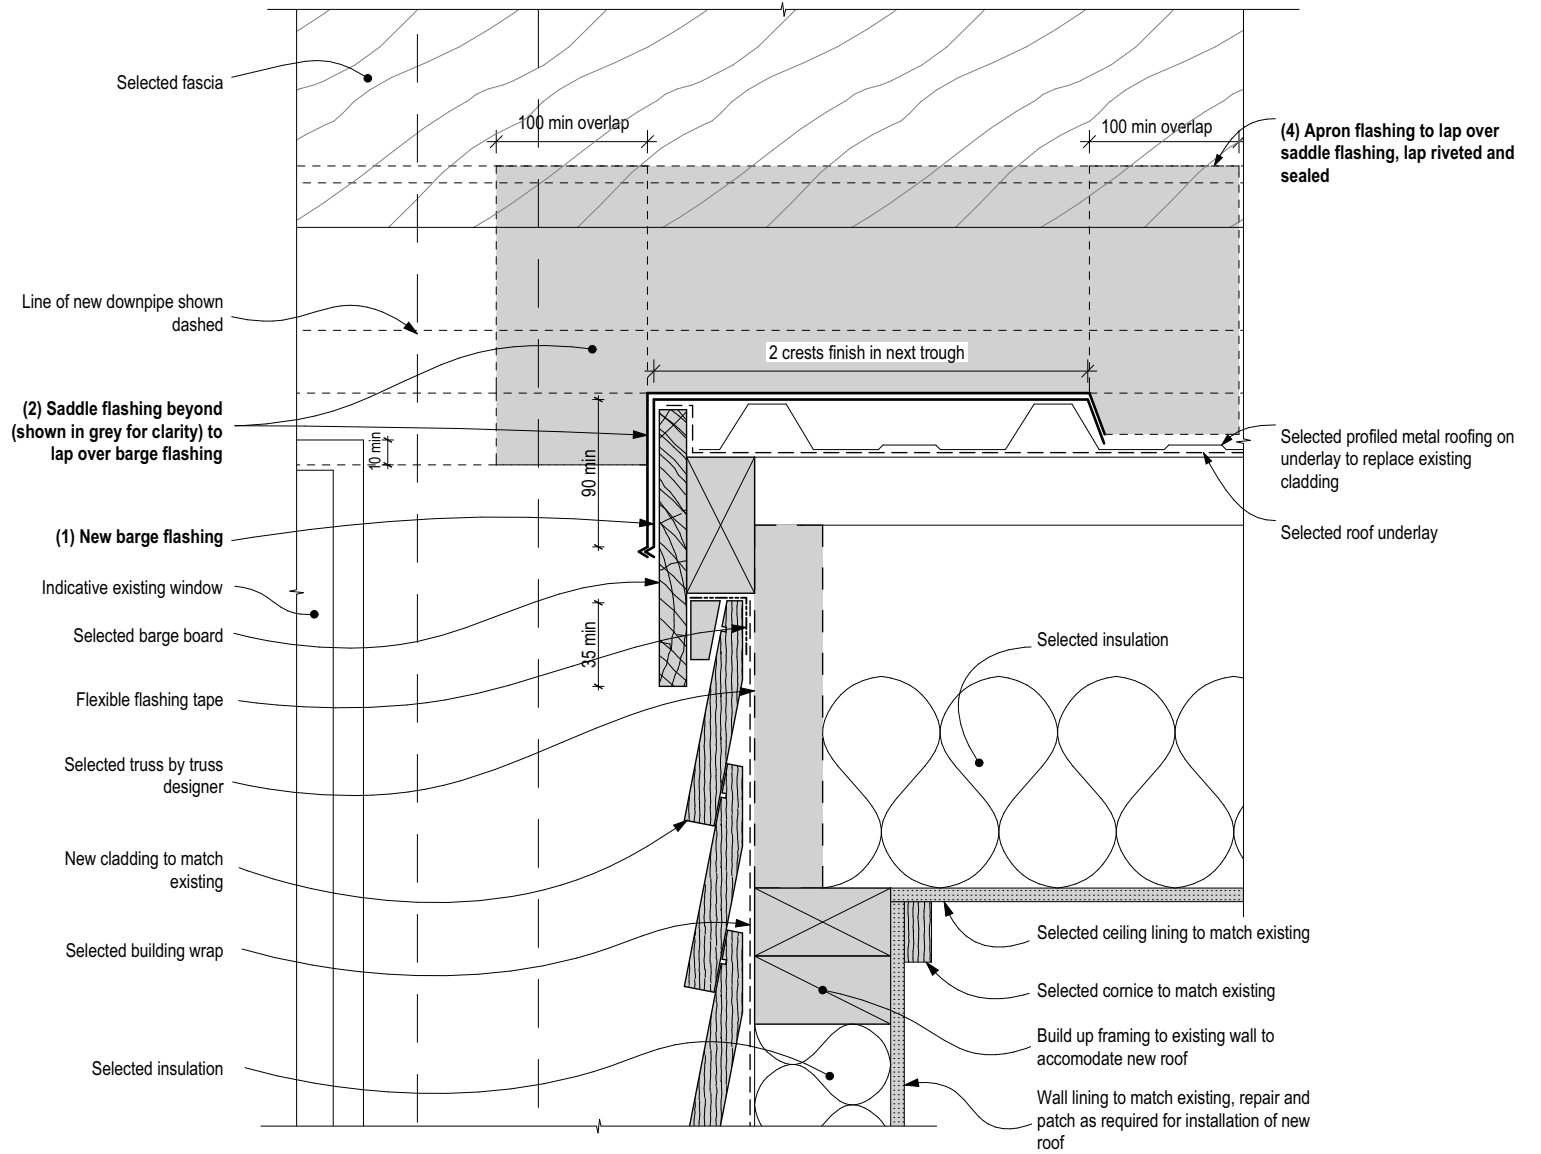 Selected fascia
100 min overlap
100 min overlap
(4) Apron flashing to lap over
saddle flashing, lap riveted and
sealed
Line of new downpipe shown
dashed
2 crests finish in next trough
(2) Saddle flashing beyond
(shown in grey for clarity) to
lap over barge flashing
10 min
90 min
Selected profiled metal roofing on
underlay to replace existing
cladding
Selected roof underlay
(1) New barge flashing
Indicative existing window
Selected barge board
35 min
Selected insulation
Flexible flashing tape
Selected truss by truss
designer
New cladding to match
existing
Selected building wrap
Selected ceiling lining to match existing
Selected cornice to match existing
Build up framing to existing wall to
accomodate new roof
Selected insulation
Wall lining to match existing, repair and
patch as required for installation of new
roof